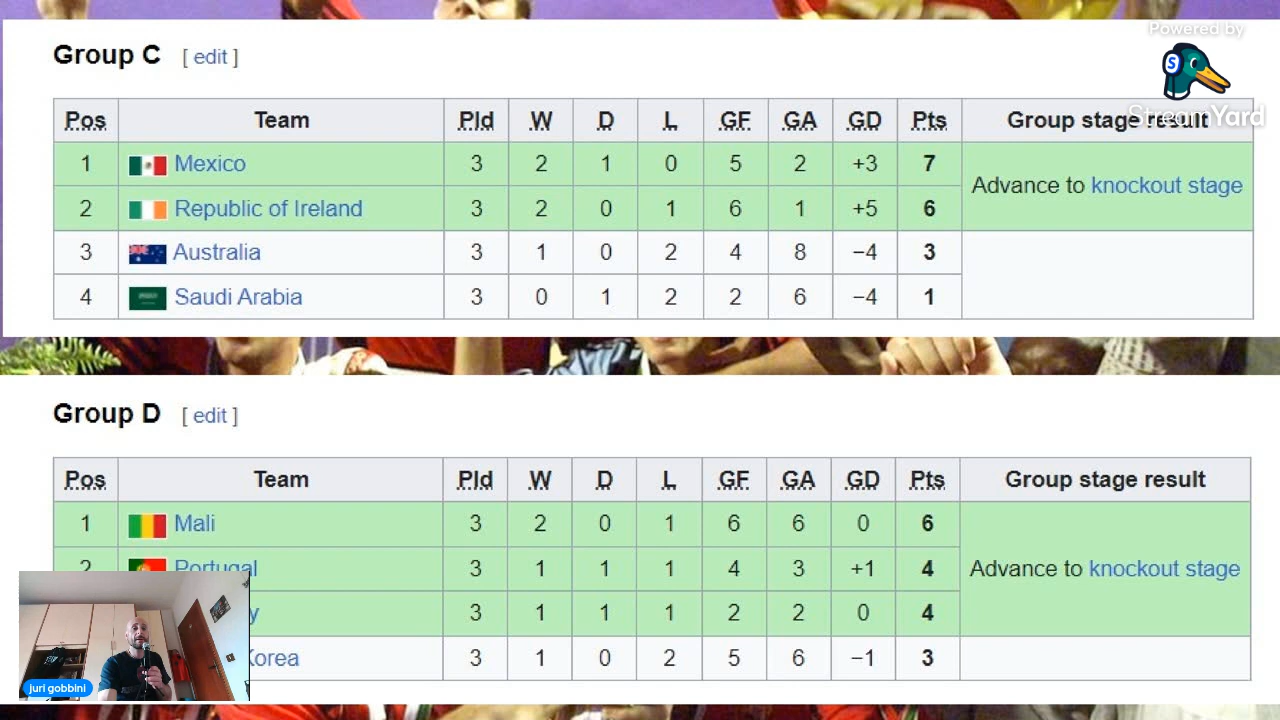 Powered by
StreamYard
Group C [ edit ]
Pos Team Pld W D L GF GA GD Pts Group stage result
1 Mexico 3 2 1 0 5 2 +3 7 Advance to knockout stage
2 Republic of Ireland 3 2 0 1 6 1 +5 6
3 Australia 3 1 0 2 4 8 −4 3
4 Saudi Arabia 3 0 1 2 2 6 −4 1
Group D [ edit ]
Pos Team Pld W D L GF GA GD Pts Group stage result
1 Mali 3 2 0 1 6 6 0 6
2 Portugal 3 1 1 1 4 3 +1 4 Advance to knockout stage
y 3 1 1 1 2 2 0 4
Korea 3 1 0 2 5 6 −1 3
juri gobbini